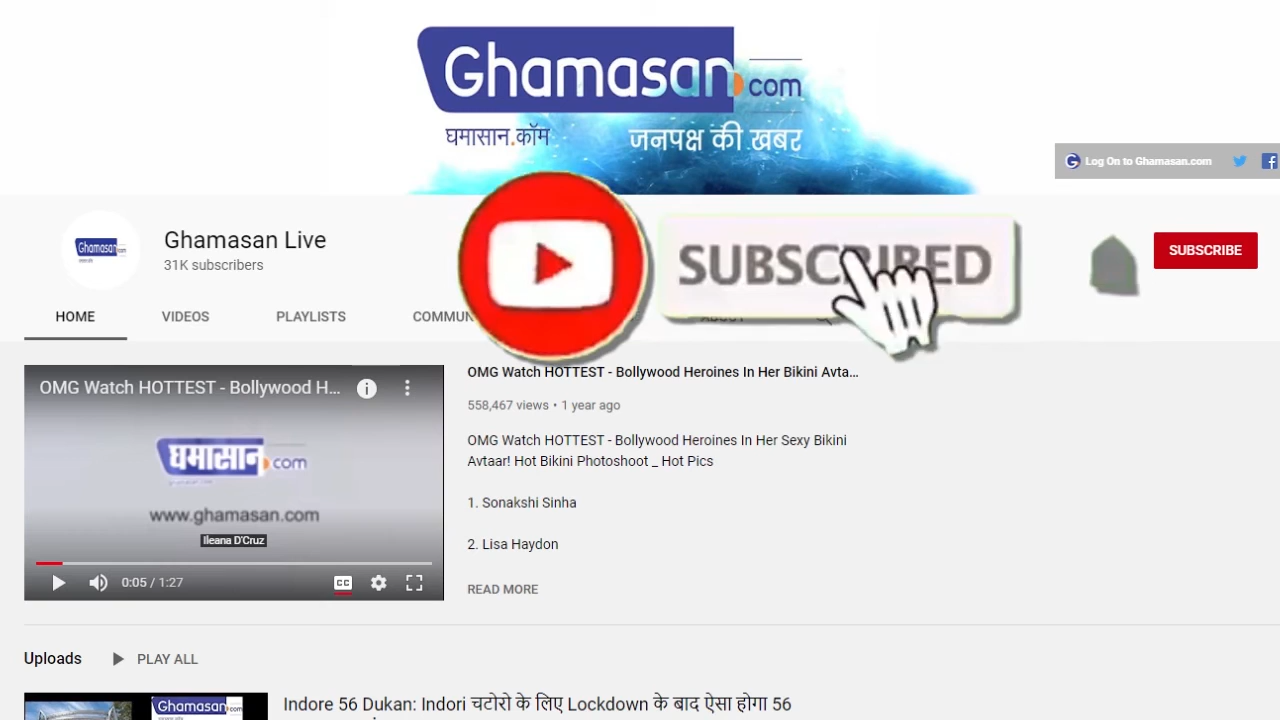 Ghamasan.com
घमासान.कॉम
जनपक्ष की खबर
Log On to Ghamasan.com
Ghamasan.com
Ghamasan Live
31K subscribers
SUBSCRIBED
SUBSCRIBE
HOME
VIDEOS
PLAYLISTS
COMMUN
ABOUT
OMG Watch HOTTEST - Bollywood H...
घमासान.com
www.ghamasan.com
Ileana D'Cruz
0:05 / 1:27
CC
OMG Watch HOTTEST - Bollywood Heroines In Her Bikini Avta...
558,467 views • 1 year ago
OMG Watch HOTTEST - Bollywood Heroines In Her Sexy Bikini
Avtaar! Hot Bikini Photoshoot _ Hot Pics
1. Sonakshi Sinha
2. Lisa Haydon
READ MORE
Uploads
PLAY ALL
Ghamasan.com
Indore 56 Dukan: Indori चटोरो के लिए Lockdown के बाद ऐसा होगा 56